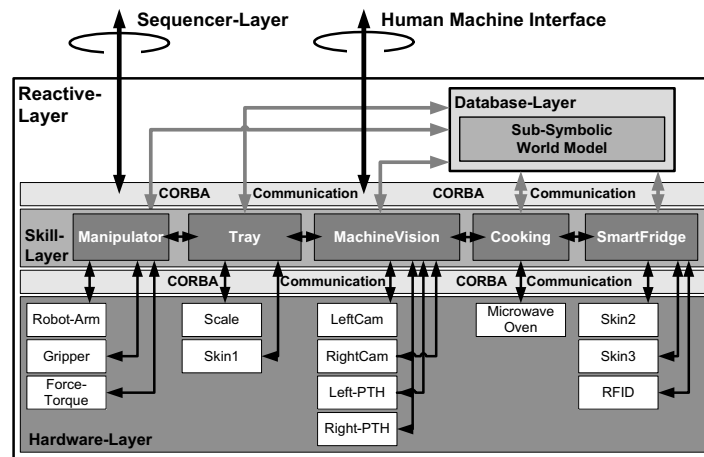 Sequencer-Layer
Human Machine Interface
Reactive-
Layer
Database-Layer
Sub-Symbolic
World Model
CORBA Communication CORBA Communication
Skill-
Layer
Manipulator Tray MachineVision Cooking SmartFridge
CORBA Communication CORBA Communication
Robot-Arm Scale LeftCam Microwave
Oven Skin2
Gripper Skin1 RightCam Skin3
Force-
Torque Left-PTH RFID
Right-PTH
Hardware-Layer